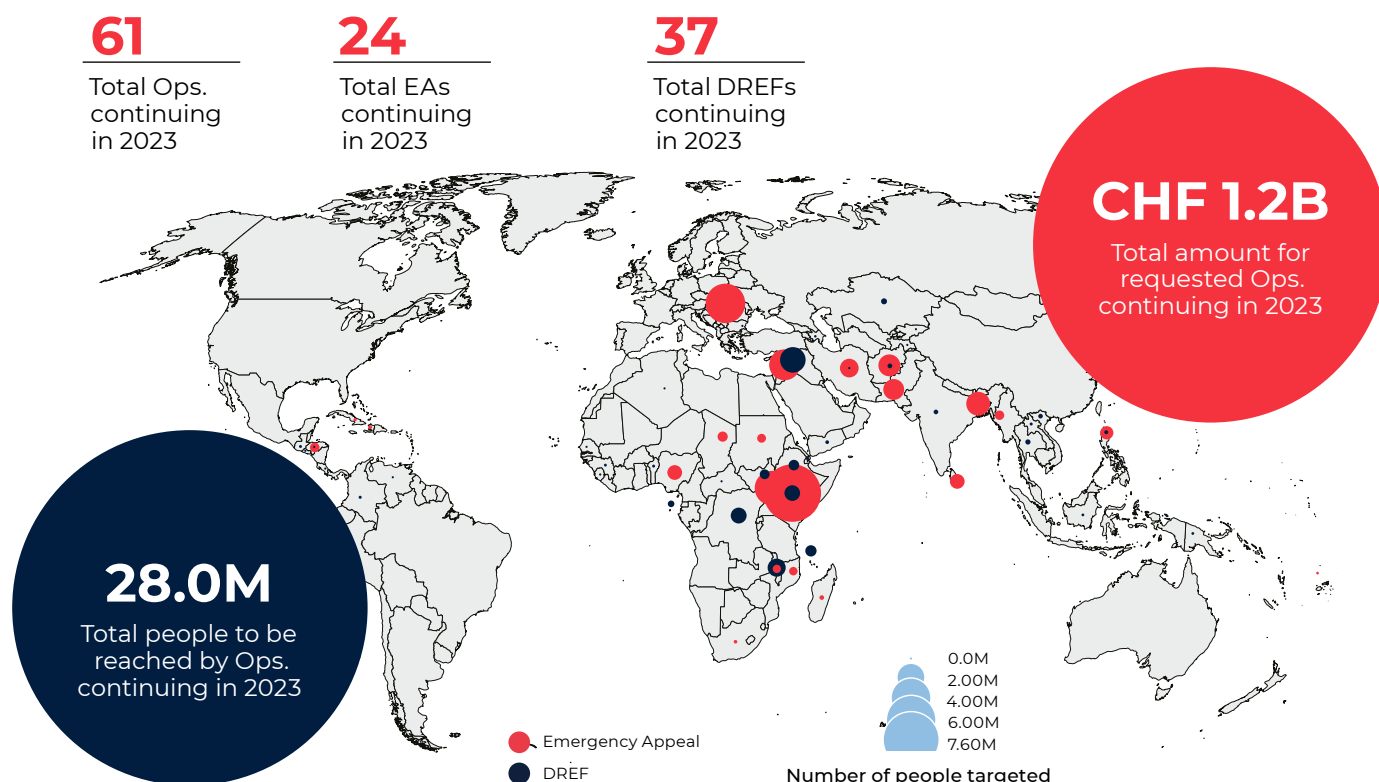 61
Total Ops.
continuing
in 2023
24
Total EAs
continuing
in 2023
37
Total DREFs
continuing
in 2023
CHF 1.2B
Total amount for
requested Ops.
continuing in 2023
28.0M
Total people to be
reached by Ops.
continuing in 2023
0.0M
2.00M
4.00M
6.00M
7.60M
Emergency Appeal
DREF
Number of people targeted